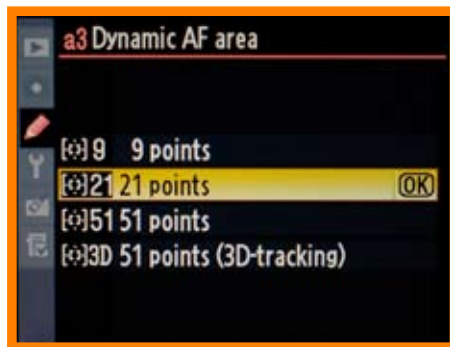 a3 Dynamic AF area
[ ] 9 9 points
[ ] 21 21 points OK
[ ] 51 51 points
[ ] 3D 51 points (3D-tracking)